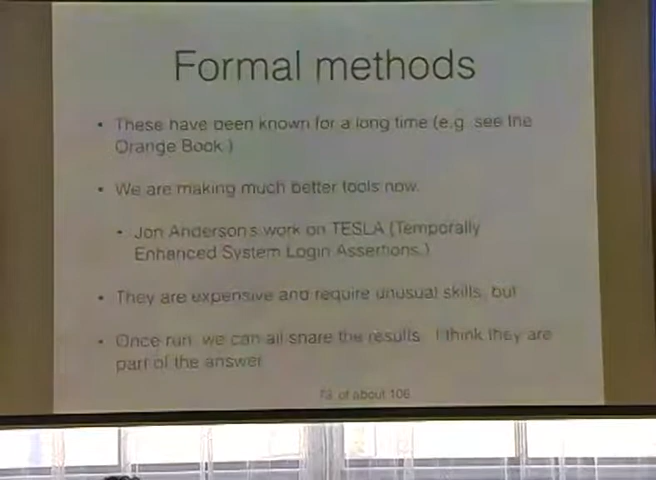 Formal methods
• These have been known for a long time (e.g. see the
Orange Book.)
• We are making much better tools now.
• Jon Anderson's work on TESLA (Temporally
Enhanced System Login Assertions.)
• They are expensive and require unusual skills, but
• Once run, we can all share the results. I think they are
part of the answer
73 of about 106